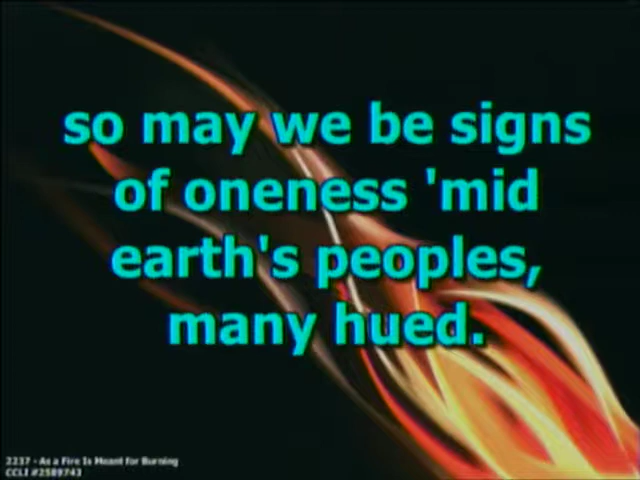 so may we be signs
of oneness 'mid
earth's peoples,
many hued.
2237 - As a Fire Is Meant for Burning
CCLI #2589743